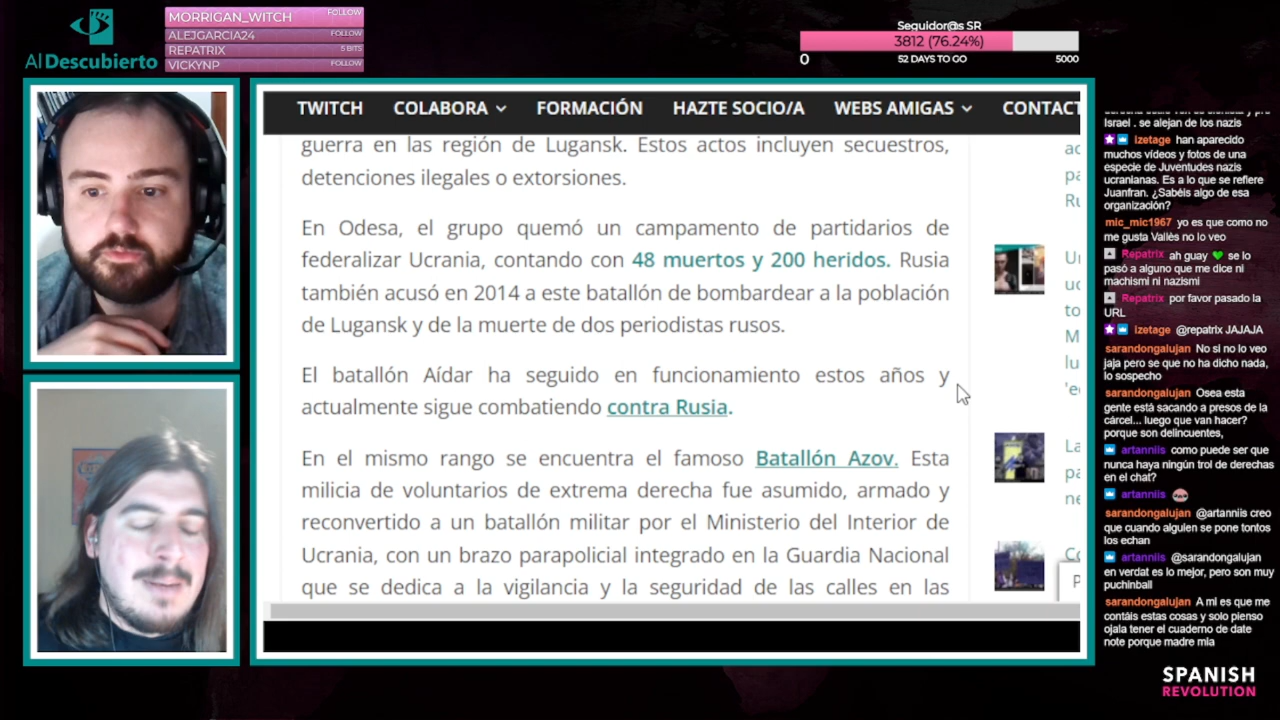 Al Descubierto
MORRIGAN_WITCH FOLLOW
ALEJGARCIA24 FOLLOW
REPATRIX 5 BITS
VICKYNP FOLLOW
Seguidor@s SR
3812 (76.24%)
0 52 DAYS TO GO 5000
TWITCH COLABORA FORMACIÓN HAZTE SOCIO/A WEBS AMIGAS CONTACT
guerra en las región de Lugansk. Estos actos incluyen secuestros,
detenciones ilegales o extorsiones.
En Odesa, el grupo quemó un campamento de partidarios de
federalizar Ucrania, contando con 48 muertos y 200 heridos. Rusia
también acusó en 2014 a este batallón de bombardear a la población
de Lugansk y de la muerte de dos periodistas rusos.
El batallón Aídar ha seguido en funcionamiento estos años y
actualmente sigue combatiendo contra Rusia.
En el mismo rango se encuentra el famoso Batallón Azov. Esta
milicia de voluntarios de extrema derecha fue asumido, armado y
reconvertido a un batallón militar por el Ministerio del Interior de
Ucrania, con un brazo parapolicial integrado en la Guardia Nacional
que se dedica a la vigilancia y la seguridad de las calles en las
ac
pa
Ru
to
M
lu
'e
La
pa
ne
P
Israel . se alejan de los nazis
izetage han aparecido
muchos vídeos y fotos de una
especie de Juventudes nazis
ucranianas. Es a lo que se refiere
Juanfran. ¿Sabéis algo de esa
organización?
mic_mic1967 yo es que como no
me gusta Vallès no lo veo
Repatrix ah guay 💚 se lo
pasó a alguno que me dice ni
machismi ni nazismi
Repatrix por favor pasado la
URL
izetage @repatrix JAJAJA
sarandongalujan No si no lo veo
jaja pero se que no ha dicho nada,
lo sospecho
sarandongalujan Osea esta
gente está sacando a presos de la
cárcel... luego que van hacer?
porque son delincuentes,
artanniis como puede ser que
nunca haya ningún trol de derechas
en el chat?
artanniis
sarandongalujan @artanniis creo
que cuando alguien se pone tontos
los echan
artanniis @sarandongalujan
en verdat es lo mejor, pero son muy
puchinball
sarandongalujan A mi es que me
contáis estas cosas y solo pienso
ojala tener el cuaderno de date
note porque madre mia
SPANISH
REVOLUTION